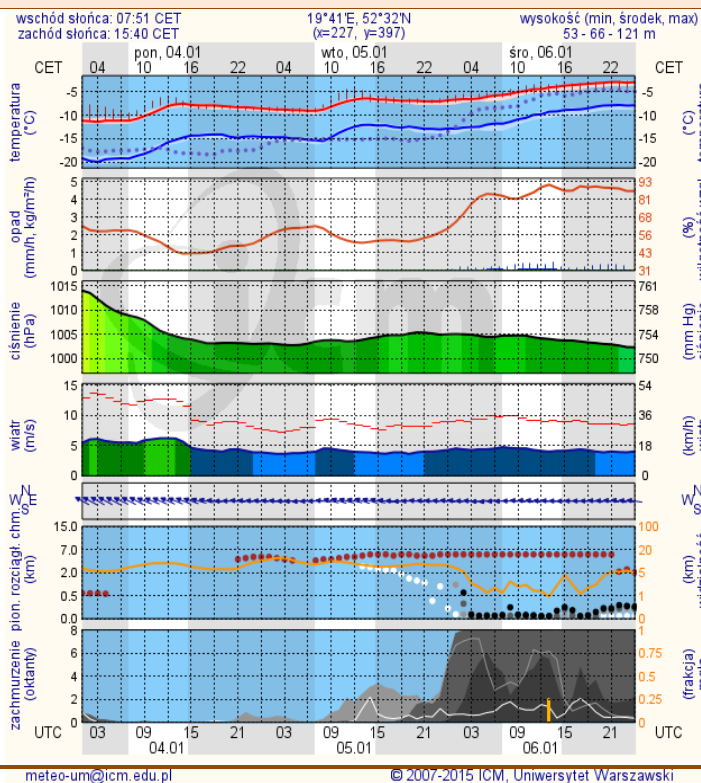 wschód słońca: 07:51 CET 19°41'E, 52°32'N wysokość (min, środek, max)
zachód słońca: 15:40 CET (x=227, y=397) 53 - 66 - 121 m
pon, 04.01 wto, 05.01 śro, 06.01
CET 04 10 16 22 04 10 16 22 04 10 16 22 CET
temperatura (°C)
-5 -5
-10 -10
-15 -15
-20 -20
temperatura (°C)
opad (mm/h, kg/m²/h)
5 93
4 81
3 68
2 56
1 43
0 31
(%)
ciśnienie (hPa)
1015 761
1010 758
1005 754
1000 750
(mm Hg)
icm
wiatr (m/s)
15 54
10 36
5 18
0 0
(km/h)
N
W E
S
N
W
S
pion. rozciągł. chm. (km)
15.0 100
7.0 20
2.0 5
0.5 1
0.0 0
(km)
zachmurzenie (oktanty)
8 1
6 0.75
4 0.5
2 0.25
0 0
(frakcja)
UTC 03 09 15 21 03 09 15 21 03 09 15 21 UTC
04.01 05.01 06.01
meteo-um@icm.edu.pl © 2007-2015 ICM, Uniwersytet Warszawski